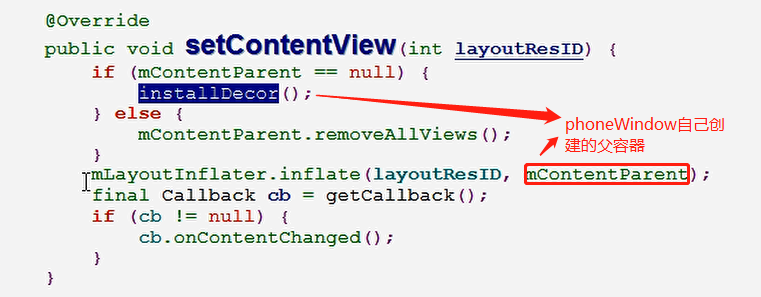 @Override
public void setContentView(int layoutResID) {
if (mContentParent == null) {
installDecor();
} else {
mContentParent.removeAllViews();
}
mLayoutInflater.inflate(layoutResID, mContentParent);
final Callback cb = getCallback();
if (cb != null) {
cb.onContentChanged();
}
}
phoneWindow自己创
建的父容器